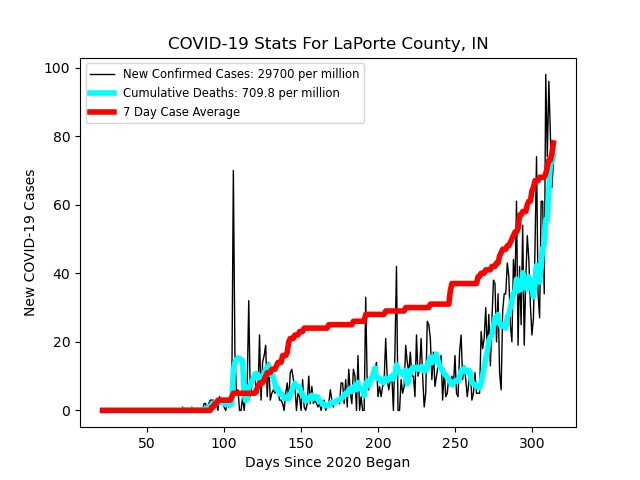 COVID-19 Stats For LaPorte County, IN
New Confirmed Cases: 29700 per million
Cumulative Deaths: 709.8 per million
7 Day Case Average
New COVID-19 Cases
100
80
60
40
20
0
50 100 150 200 250 300
Days Since 2020 Began